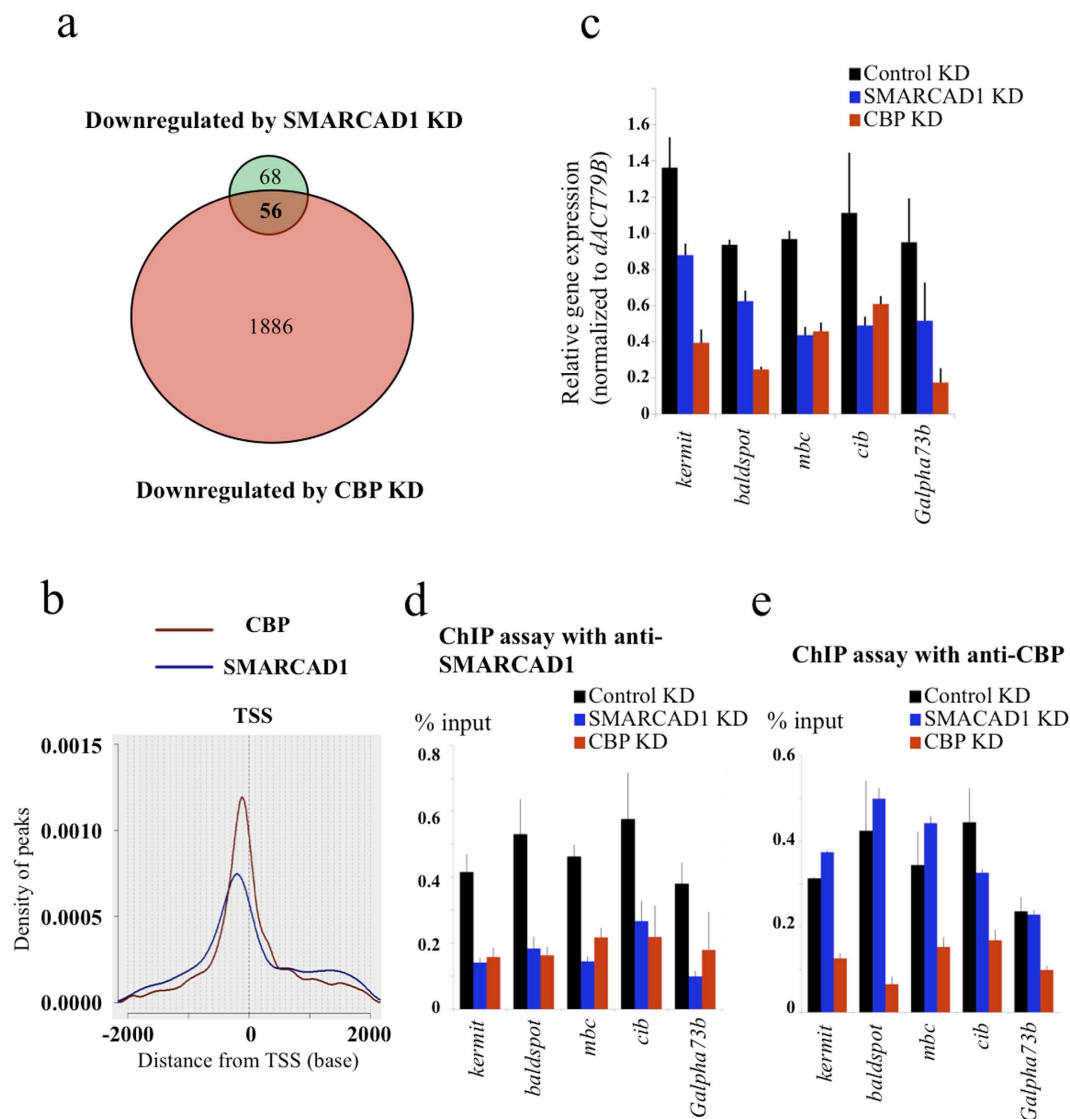 a
Downregulated by SMARCAD1 KD
68
56
1886
Downregulated by CBP KD
c
Control KD
SMARCAD1 KD
CBP KD
Relative gene expression
(normalized to dACT79B)
1.6
1.4
1.2
1.0
0.8
0.6
0.4
0.2
0
kermit
baldspot
mbc
cib
Galpha73b
b
CBP
SMARCAD1
TSS
Density of peaks
0.0015
0.0010
0.0005
0.0000
-2000
0
2000
Distance from TSS (base)
d
ChIP assay with anti-
SMARCAD1
Control KD
SMARCAD1 KD
CBP KD
% input
0.8
0.6
0.4
0.2
0
kermit
baldspot
mbc
cib
Galpha73b
e
ChIP assay with anti-CBP
Control KD
SMACAD1 KD
CBP KD
% input
0.6
0.4
0.2
0
kermit
baldspot
mbc
cib
Galpha73b